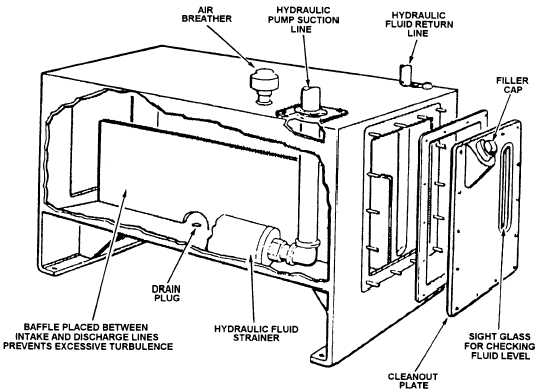 AIR
BREATHER
HYDRAULIC
PUMP SUCTION
LINE
HYDRAULIC
FLUID RETURN
LINE
FILLER
CAP
DRAIN
PLUG
BAFFLE PLACED BETWEEN
INTAKE AND DISCHARGE LINES
PREVENTS EXCESSIVE TURBULENCE
HYDRAULIC FLUID
STRAINER
SIGHT GLASS
FOR CHECKING
FLUID LEVEL
CLEANOUT
PLATE